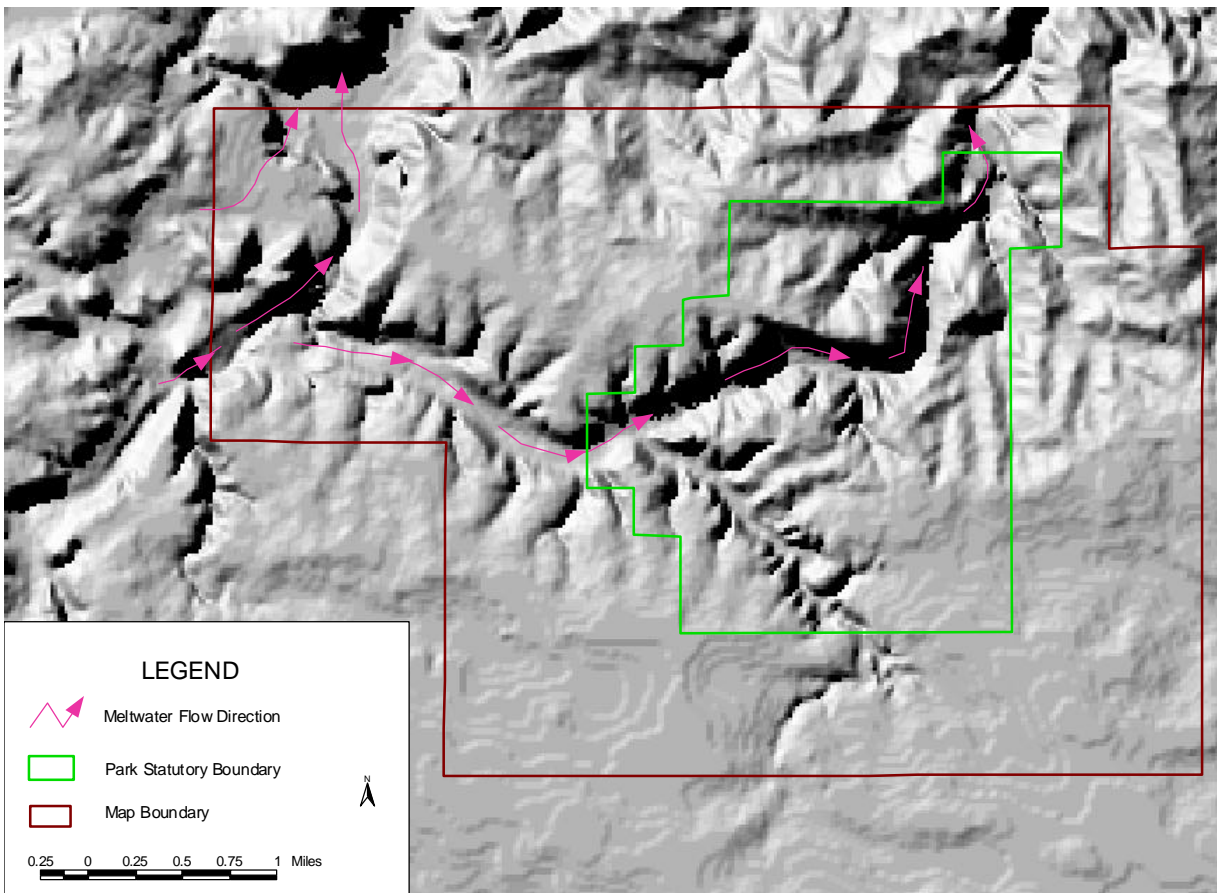 LEGEND
Meltwater Flow Direction
Park Statutory Boundary
N
Map Boundary
0.25 0 0.25 0.5 0.75 1 Miles